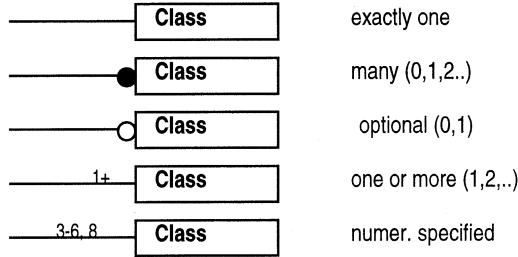 Class exactly one
Class many (0,1,2..)
Class optional (0,1)
1+ Class one or more (1,2,..)
3-6, 8 Class numer. specified